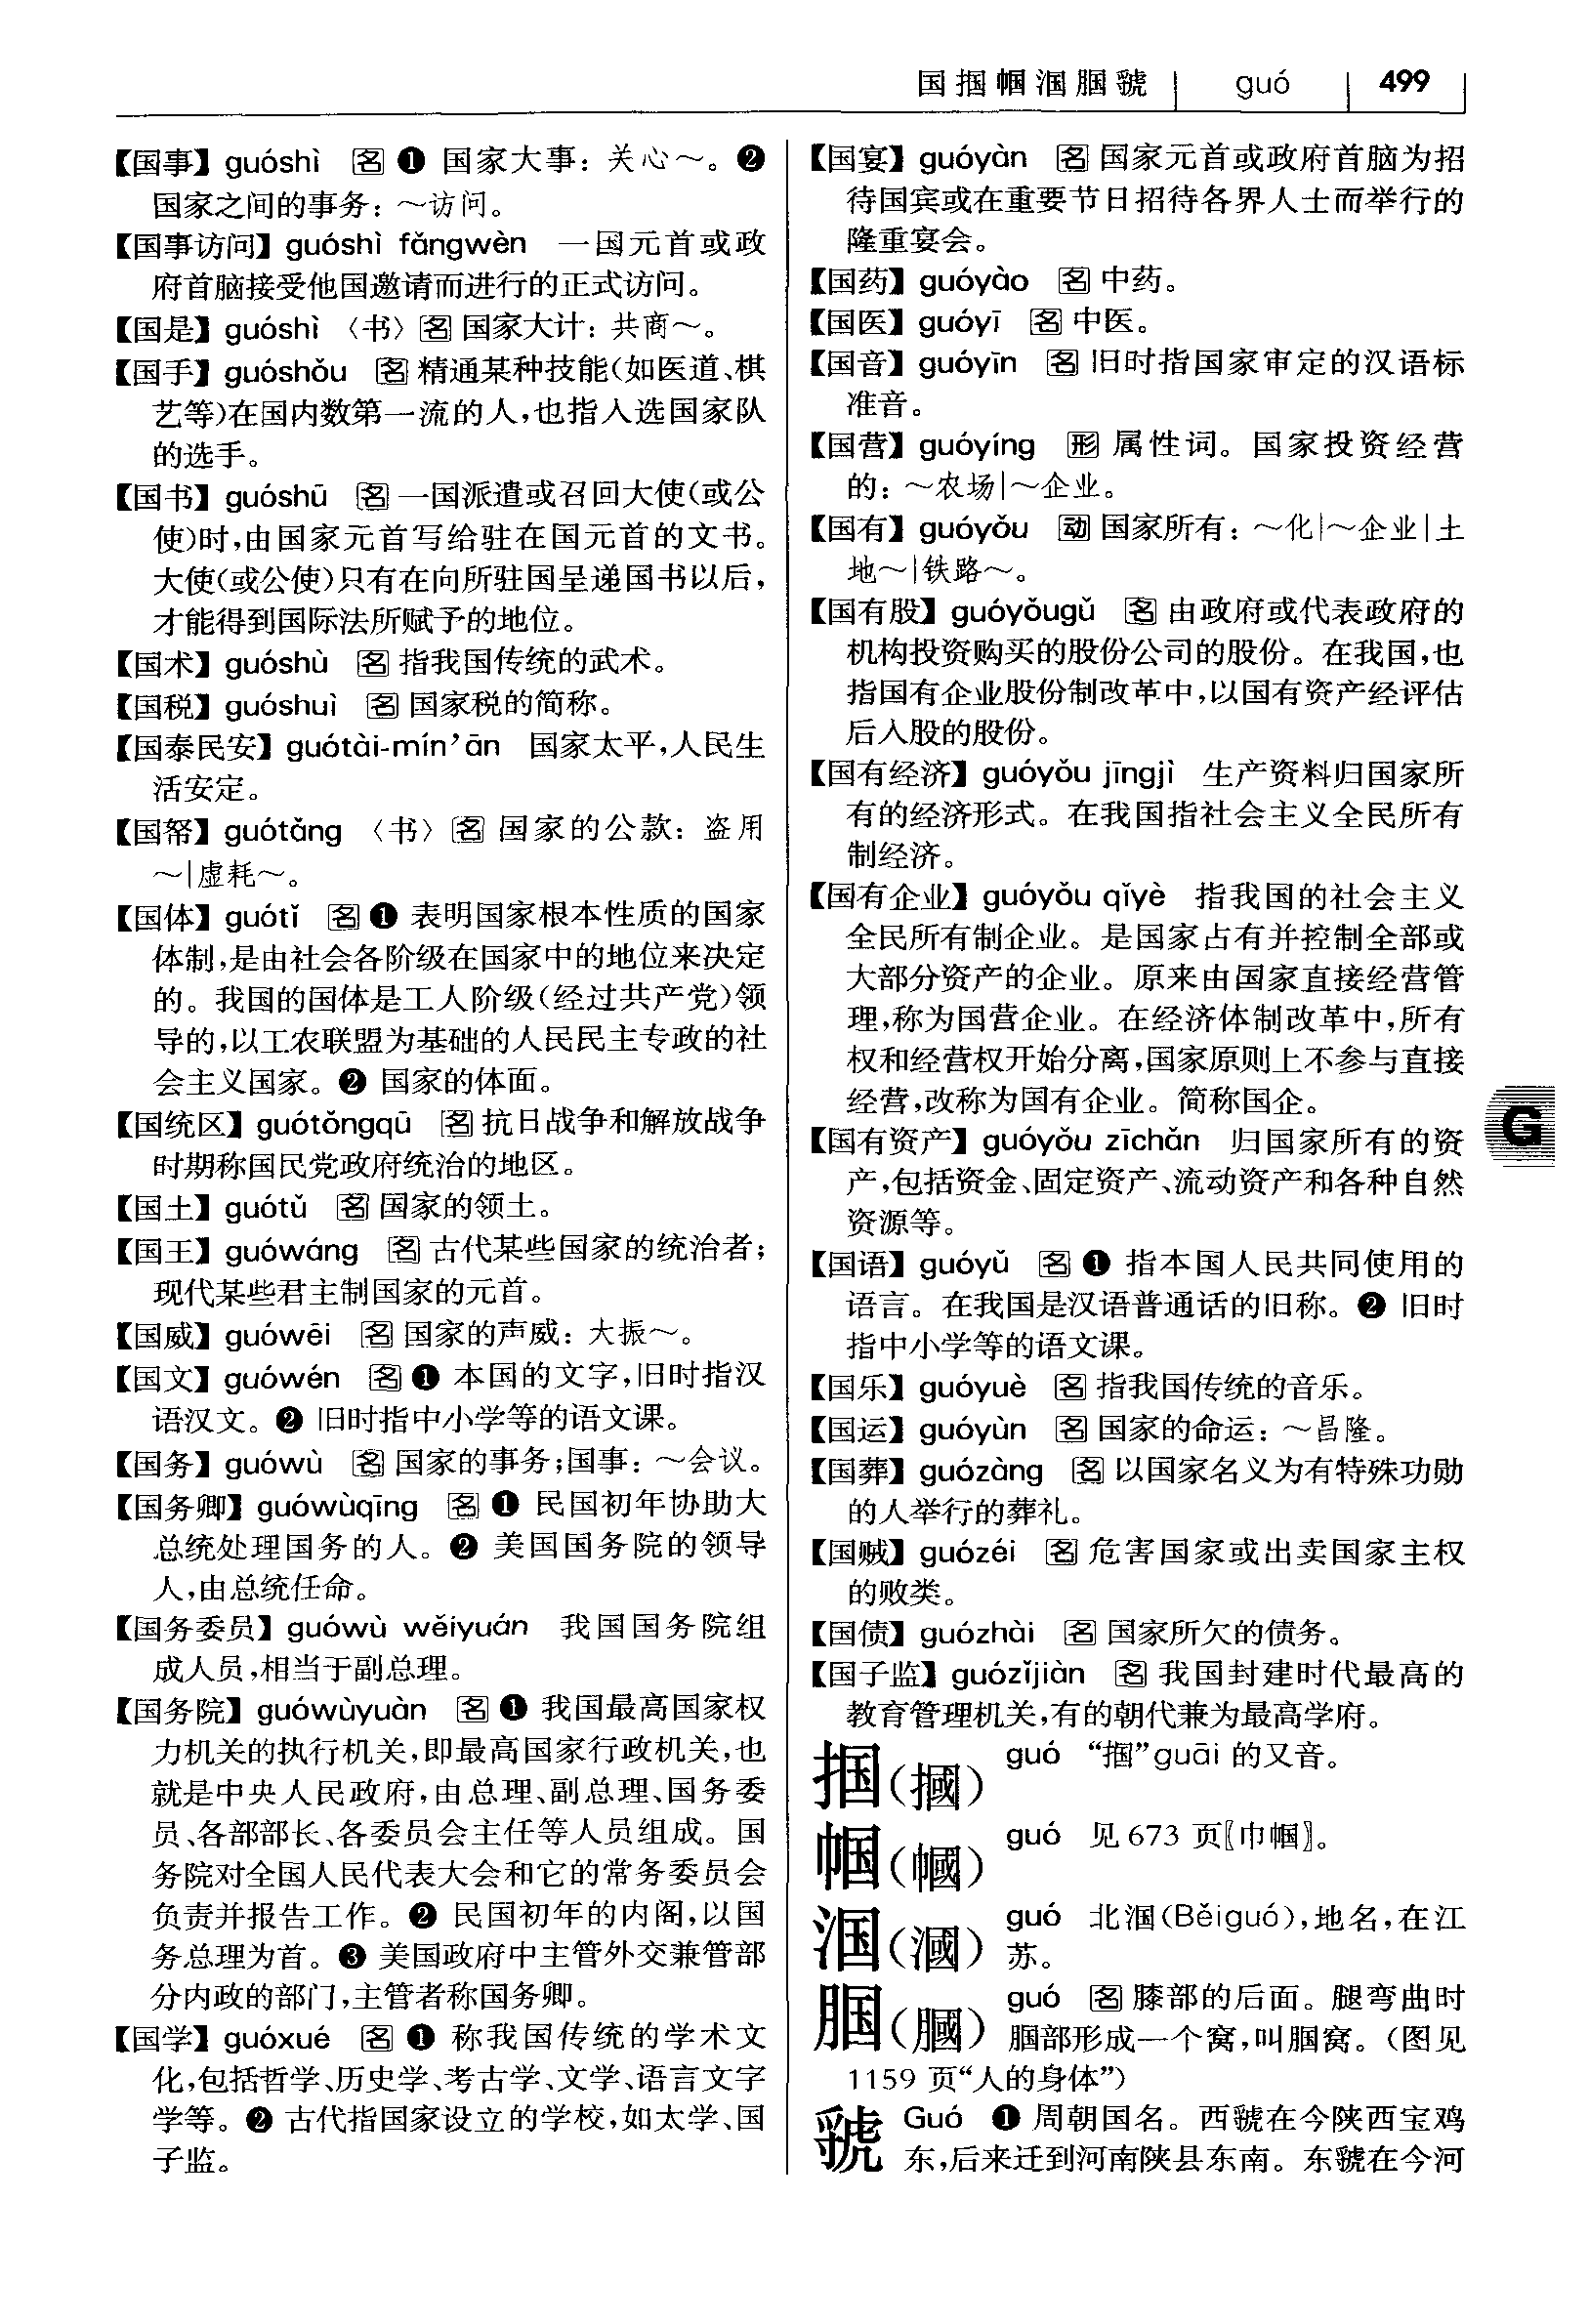 国掴帼涠腘虢 guó 499
【国事】guóshì 名❶ 国家大事：关心～。❷
国家之间的事务：～访问。
【国事访问】guóshì fǎngwèn 一国元首或政
府首脑接受他国邀请而进行的正式访问。
【国是】guóshì 〈书〉名 国家大计：共商～。
【国手】guóshǒu 名 精通某种技能(如医道、棋
艺等)在国内数第一流的人,也指入选国家队
的选手。
【国书】guóshū 名 一国派遣或召回大使(或公
使)时,由国家元首写给驻在国元首的文书。
大使(或公使)只有在向所驻国呈递国书以后,
才能得到国际法所赋予的地位。
【国术】guóshù 名 指我国传统的武术。
【国税】guóshuì 名 国家税的简称。
【国泰民安】guótài-mín’ān 国家太平,人民生
活安定。
【国帑】guótǎng 〈书〉名 国家的公款：盗用
～|虚耗～。
【国体】guótǐ 名❶ 表明国家根本性质的国家
体制,是由社会各阶级在国家中的地位来决定
的。我国的国体是工人阶级(经过共产党)领
导的,以工农联盟为基础的人民民主专政的社
会主义国家。❷ 国家的体面。
【国统区】guótǒngqū 名 抗日战争和解放战争
时期称国民党政府统治的地区。
【国土】guótǔ 名 国家的领土。
【国王】guówáng 名 古代某些国家的统治者；
现代某些君主制国家的元首。
【国威】guówēi 名 国家的声威：大振～。
【国文】guówén 名❶ 本国的文字,旧时指汉
语汉文。❷ 旧时指中小学等的语文课。
【国务】guówù 名 国家的事务;国事：～会议。
【国务卿】guówùqīng 名❶ 民国初年协助大
总统处理国务的人。❷ 美国国务院的领导
人,由总统任命。
【国务委员】guówù wěiyuán 我国国务院组
成人员,相当于副总理。
【国务院】guówùyuàn 名❶ 我国最高国家权
力机关的执行机关,即最高国家行政机关,也
就是中央人民政府,由总理、副总理、国务委
员、各部部长、各委员会主任等人员组成。国
务院对全国人民代表大会和它的常务委员会
负责并报告工作。❷ 民国初年的内阁,以国
务总理为首。❸ 美国政府中主管外交兼管部
分内政的部门,主管者称国务卿。
【国学】guóxué 名❶ 称我国传统的学术文
化,包括哲学、历史学、考古学、文学、语言文字
学等。❷ 古代指国家设立的学校,如太学、国
子监。
【国宴】guóyàn 名 国家元首或政府首脑为招
待国宾或在重要节日招待各界人士而举行的
隆重宴会。
【国药】guóyào 名 中药。
【国医】guóyī 名 中医。
【国音】guóyīn 名 旧时指国家审定的汉语标
准音。
【国营】guóyíng 形 属性词。国家投资经营
的：～农场|～企业。
【国有】guóyǒu 动 国家所有：～化|～企业|土
地～|铁路～。
【国有股】guóyǒugǔ 名 由政府或代表政府的
机构投资购买的股份公司的股份。在我国,也
指国有企业股份制改革中,以国有资产经评估
后入股的股份。
【国有经济】guóyǒu jīngjì 生产资料归国家所
有的经济形式。在我国指社会主义全民所有
制经济。
【国有企业】guóyǒu qǐyè 指我国的社会主义
全民所有制企业。是国家占有并控制全部或
大部分资产的企业。原来由国家直接经营管
理,称为国营企业。在经济体制改革中,所有
权和经营权开始分离,国家原则上不参与直接
经营,改称为国有企业。简称国企。
【国有资产】guóyǒu zīchǎn 归国家所有的资
产,包括资金、固定资产、流动资产和各种自然
资源等。
【国语】guóyǔ 名❶ 指本国人民共同使用的
语言。在我国是汉语普通话的旧称。❷ 旧时
指中小学等的语文课。
【国乐】guóyuè 名 指我国传统的音乐。
【国运】guóyùn 名 国家的命运：～昌隆。
【国葬】guózàng 名 以国家名义为有特殊功勋
的人举行的葬礼。
【国贼】guózéi 名 危害国家或出卖国家主权
的败类。
【国债】guózhài 名 国家所欠的债务。
【国子监】guózǐjiàn 名 我国封建时代最高的
教育管理机关,有的朝代兼为最高学府。
掴(摑) guó “掴”guāi 的又音。
帼(幗) guó 见 673 页〖巾帼〗。
涠(漍) guó 北涠(Běiguó),地名,在江
苏。
腘(膕) guó 名 膝部的后面。腿弯曲时
腘部形成一个窝,叫腘窝。(图见
1159 页“人的身体”)
虢 Guó ❶ 周朝国名。西虢在今陕西宝鸡
东,后来迁到河南陕县东南。东虢在今河
G